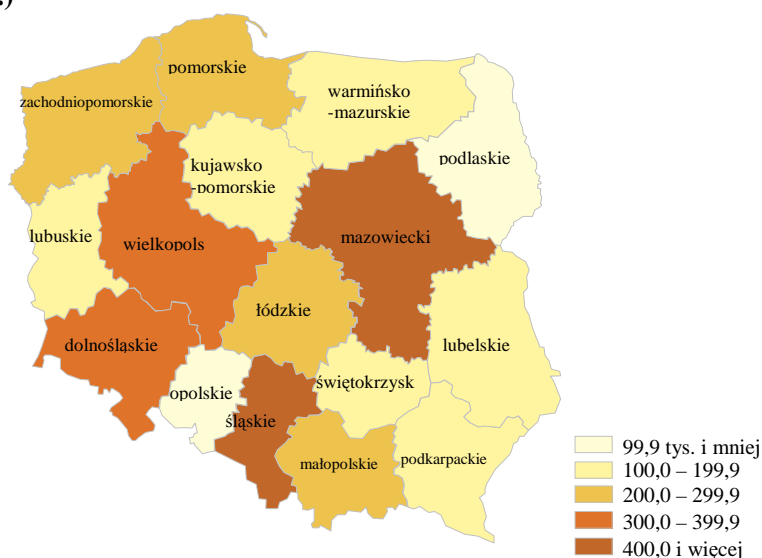 .)
pomorskie
zachodniopomorskie
warmińsko
-mazurskie
podlaskie
kujawsko
-pomorskie
lubuskie
wielkopols
mazowiecki
łódzkie
dolnośląskie
lubelskie
opolskie
świętokrzysk
śląskie
małopolskie
podkarpackie
99,9 tys. i mniej
100,0 – 199,9
200,0 – 299,9
300,0 – 399,9
400,0 i więcej